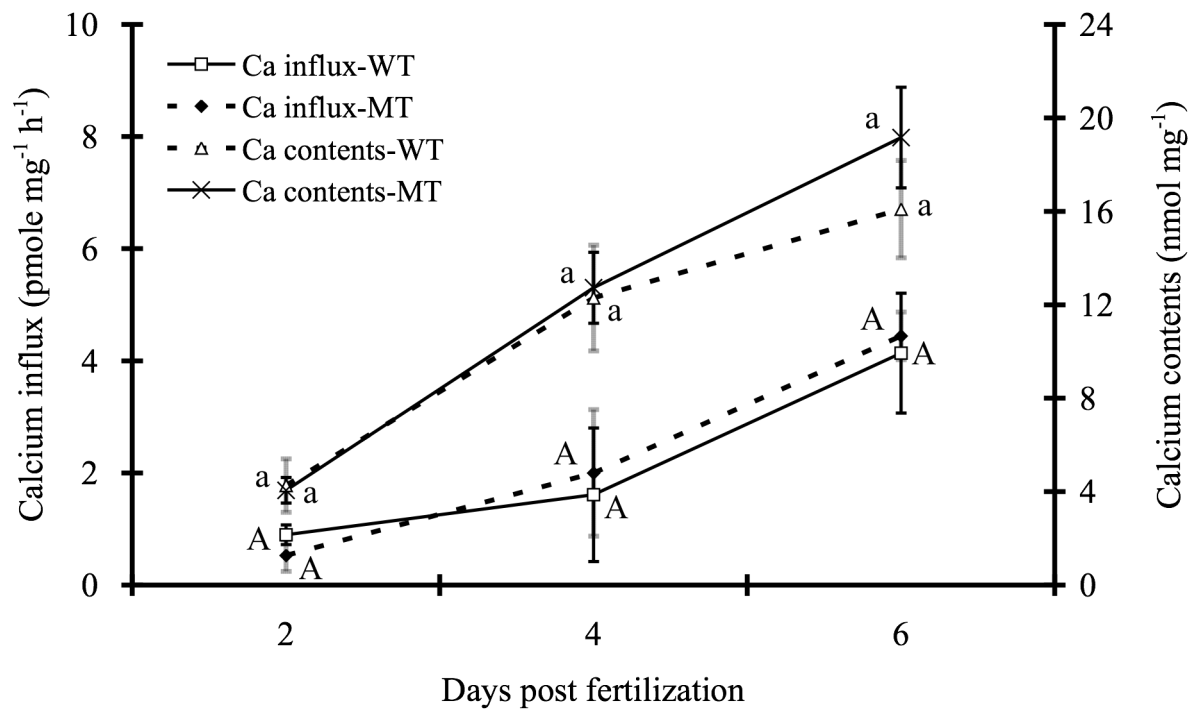 10
8
6
4
2
0
Calcium influx (pmole mg⁻¹ h⁻¹)
Ca influx-WT
Ca influx-MT
Ca contents-WT
Ca contents-MT
a
a
A
A
a
a
A
A
a
a
A
A
24
20
16
12
8
4
0
Calcium contents (nmol mg⁻¹)
2 4 6
Days post fertilization